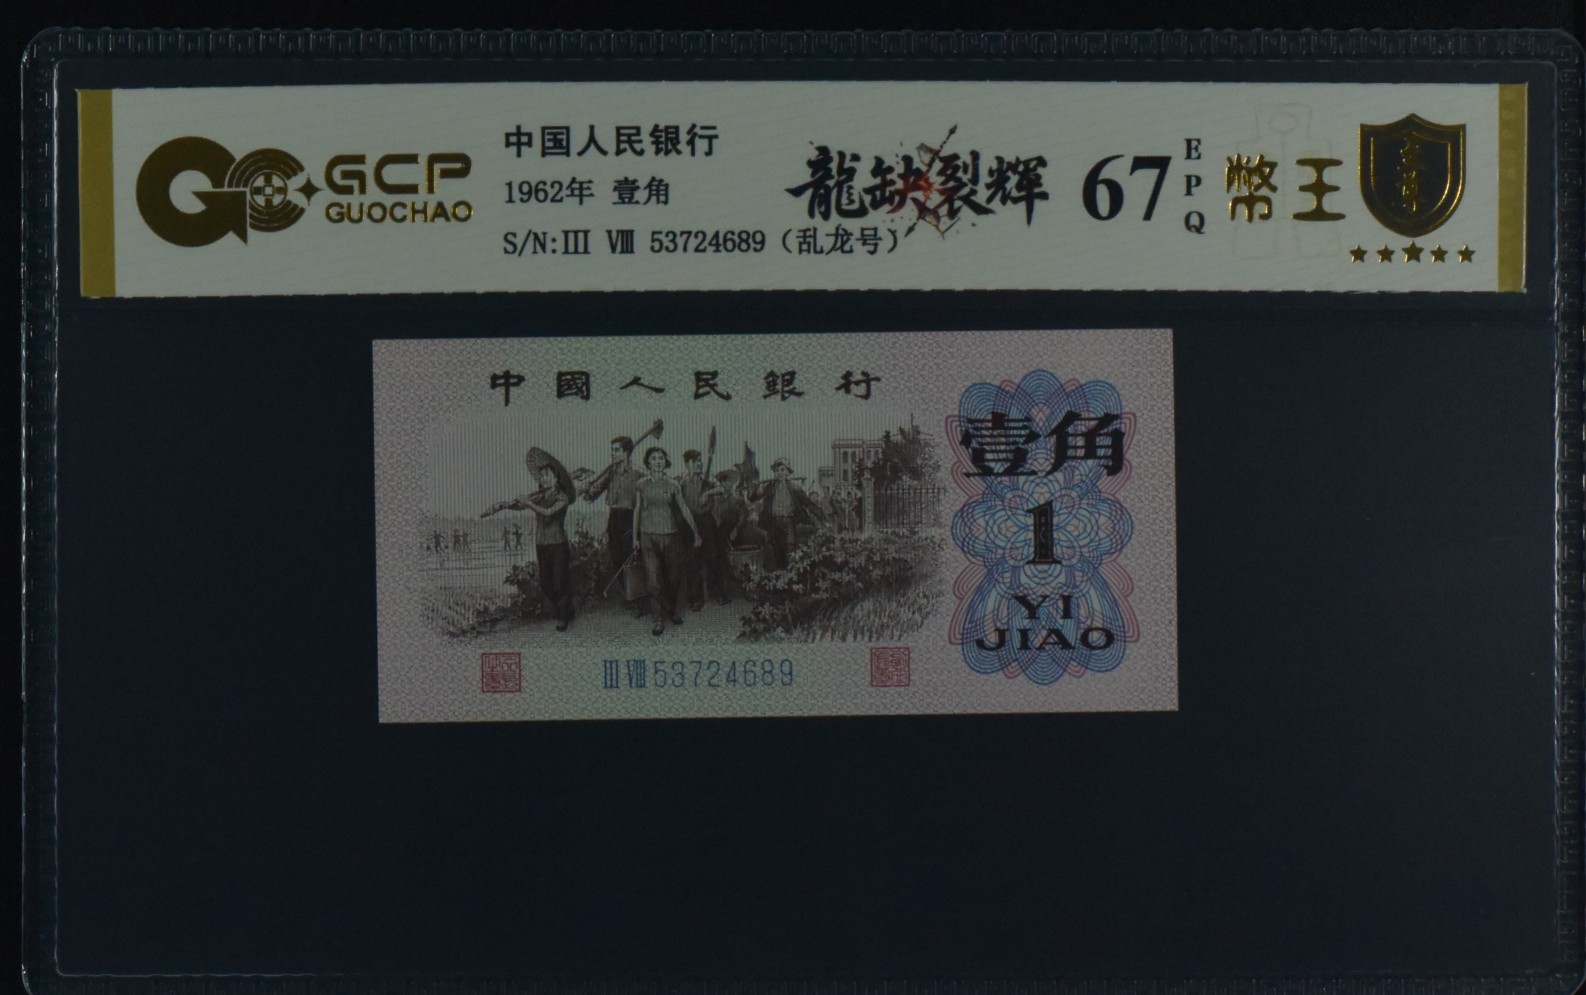 GCP
GUOCHAO
中国人民银行
1962年 壹角
S/N:III VIII 53724689（乱龙号）
龍缺裂輝
67
EPQ
幣王
中國人民銀行
壹角
1
YI
JIAO
III VIII 53724689